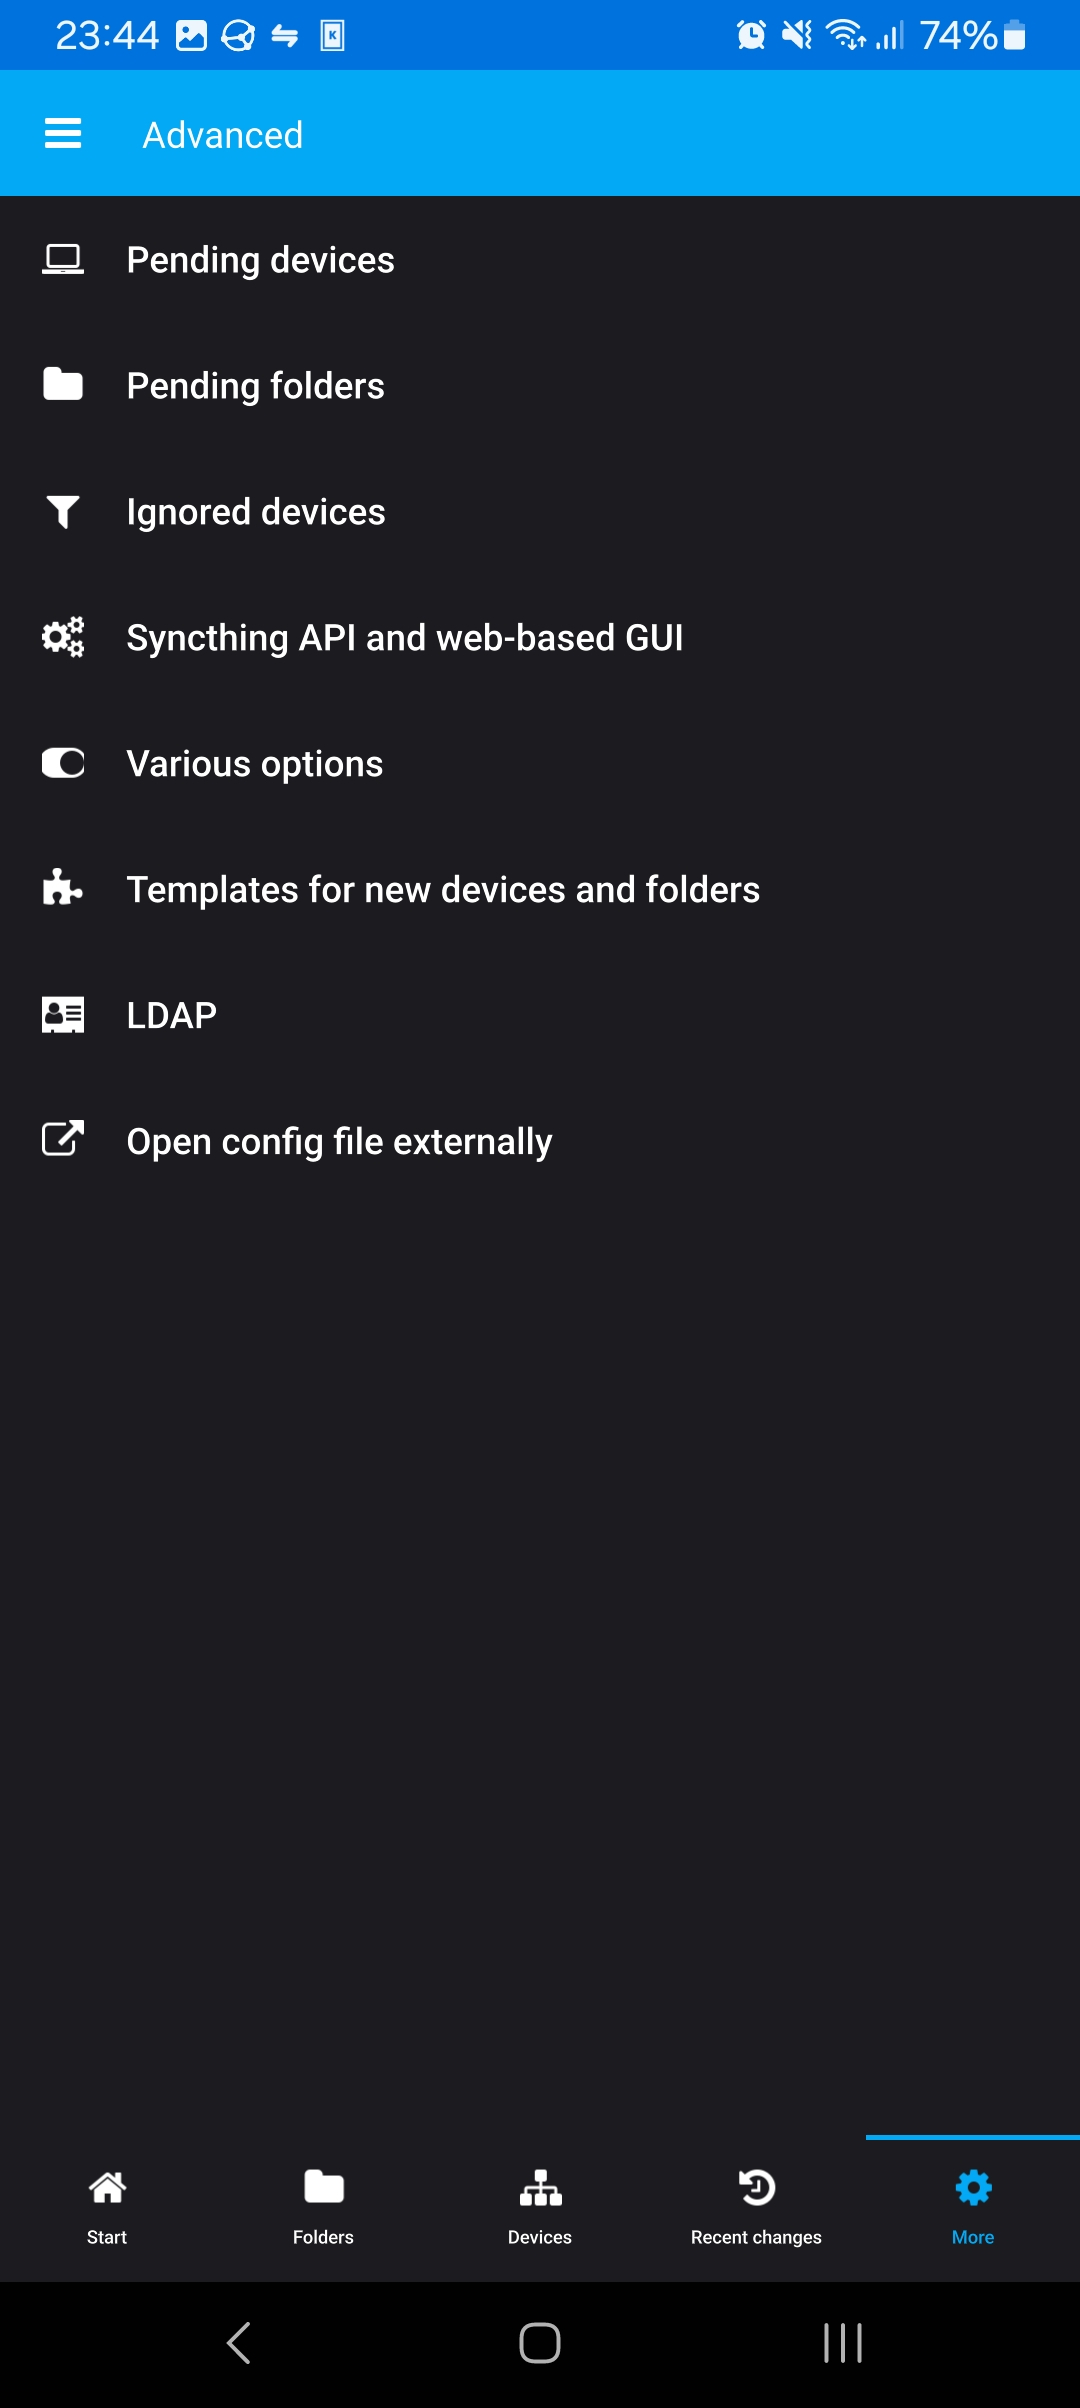 23:44 74%
Advanced
Pending devices
Pending folders
Ignored devices
Syncthing API and web-based GUI
Various options
Templates for new devices and folders
LDAP
Open config file externally
Start Folders Devices Recent changes More